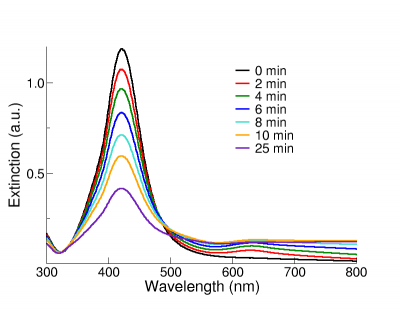 0 min
2 min
4 min
6 min
8 min
10 min
25 min
1.0
0.5
Extinction (a.u.)
300 400 500 600 700 800
Wavelength (nm)